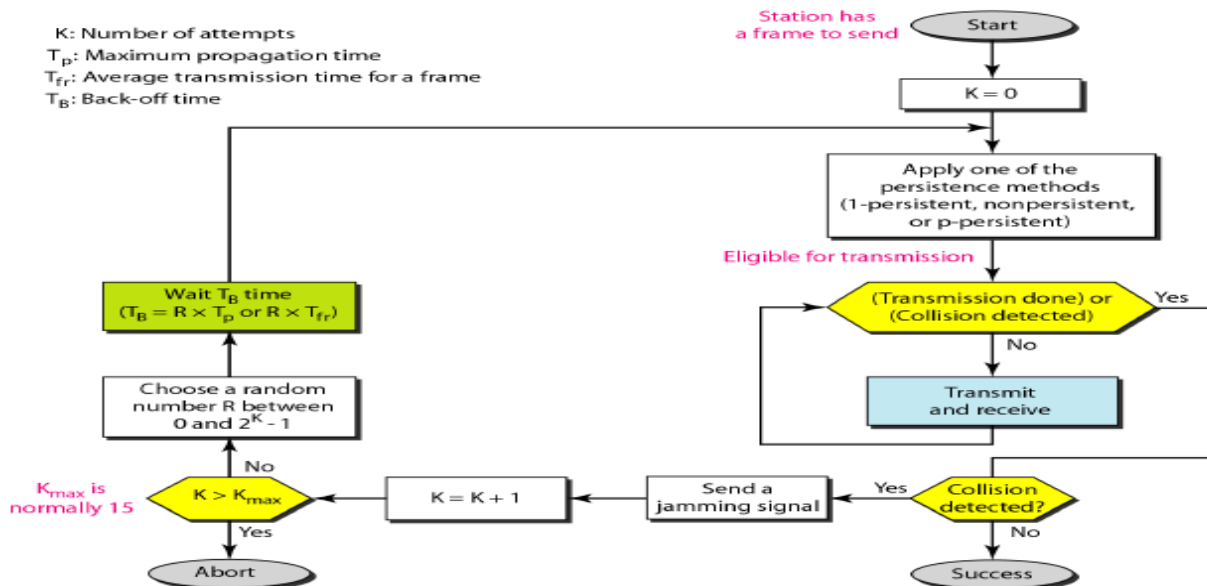 K: Number of attempts
Tp: Maximum propagation time
Tfr: Average transmission time for a frame
TB: Back-off time
Station has
a frame to send
Start
K = 0
Apply one of the
persistence methods
(1-persistent, nonpersistent,
or p-persistent)
Eligible for transmission
(Transmission done) or
(Collision detected)
Yes
No
Transmit
and receive
Wait TB time
(TB = R × Tp or R × Tfr)
Choose a random
number R between
0 and 2^K - 1
No
Kmax is
normally 15
K > Kmax
Yes
Abort
K = K + 1
Send a
jamming signal
Yes
Collision
detected?
No
Success